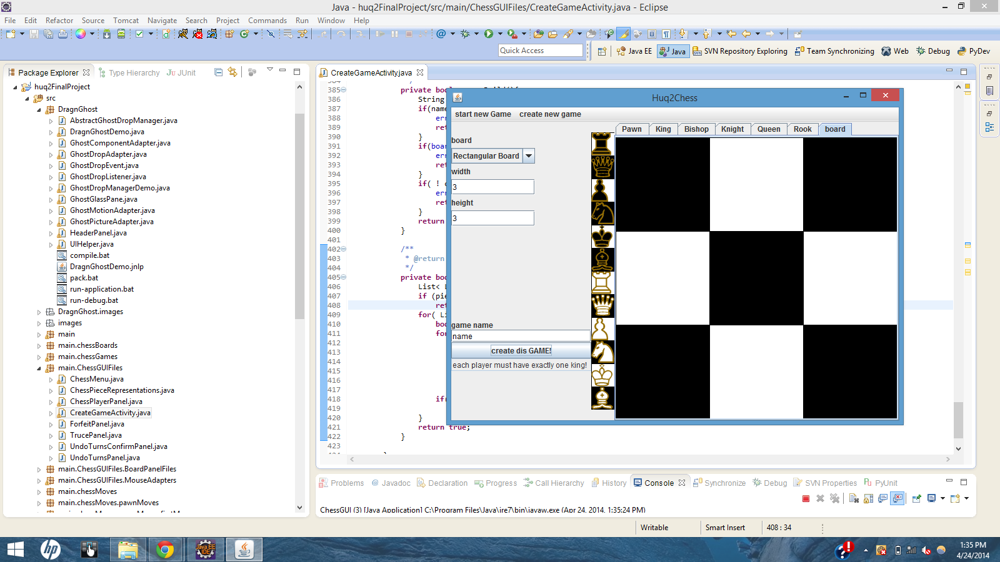 Java - huq2FinalProject/src/main/ChessGUIFiles/CreateGameActivity.java - Eclipse
File Edit Refactor Source Tomcat Navigate Search Project Commands Run Window Help
Quick Access
Java EE Java SVN Repository Exploring Team Synchronizing Web Debug PyDev
Package Explorer Type Hierarchy JUnit
huq2FinalProject
src
DragnGhost
AbstractGhostDropManager.java
DragnGhostDemo.java
GhostComponentAdapter.java
GhostDropAdapter.java
GhostDropEvent.java
GhostDropListener.java
GhostDropManagerDemo.java
GhostGlassPane.java
GhostMotionAdapter.java
GhostPictureAdapter.java
HeaderPanel.java
UIHelper.java
compile.bat
DragnGhostDemo.jnlp
pack.bat
run-application.bat
run-debug.bat
DragnGhost.images
images
main
main.chessBoards
main.chessGames
main.ChessGUIFiles
ChessMenu.java
ChessPieceRepresentations.java
ChessPlayerPanel.java
CreateGameActivity.java
ForfeitPanel.java
TrucePanel.java
UndoTurnsConfirmPanel.java
UndoTurnsPanel.java
main.ChessGUIFiles.BoardPanelFiles
main.ChessGUIFiles.MouseAdapters
main.chessMoves
main.chessMoves.pawnMoves
CreateGameActivity.java
385 private
386 String
387 if(name
388 er
389 re
390 }
391 if(boar
392 er
393 re
394 }
395 if( !
396 er
397 re
398 }
399 return
400 }
401
402 /**
403 * @return
404 */
405 private boo
406 List<
407 if (pie
408 re
409 for( Li
410 boo
411 for
412
413
414
415
416
417
418 if(
419
420 }
421 return true;
422 }
423
Huq2Chess
start new Game create new game
Pawn King Bishop Knight Queen Rook board
board
Rectangular Board
width
3
height
3
game name
name
create dis GAME!
each player must have exactly one king!
Problems @ Javadoc Declaration Progress Call Hierarchy History Console Synchronize Debug SVN Properties PyUnit
ChessGUI (3) [Java Application] C:\Program Files\Java\jre7\bin\javaw.exe (Apr 24, 2014, 1:35:24 PM)
Writable Smart Insert 408 : 34
hp
Java EE
IDE
1:35 PM
4/24/2014